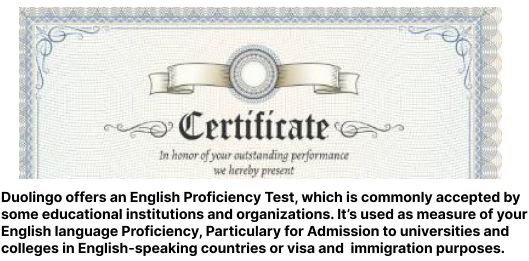 Certificate
In honor of your outstanding performance
we hereby present
Duolingo offers an English Proficiency Test, which is commonly accepted by
some educational institutions and organizations. It's used as measure of your
English language Proficiency, Particulary for Admission to universities and
colleges in English-speaking countries or visa and  immigration purposes.